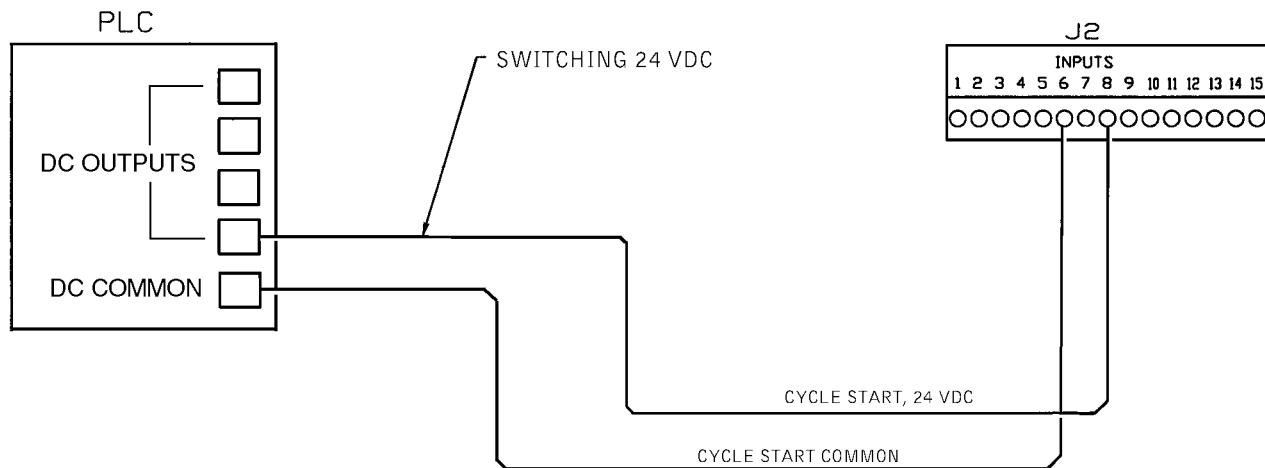 PLC
J2
SWITCHING 24 VDC
INPUTS
1 2 3 4 5 6 7 8 9 10 11 12 13 14 15
DC OUTPUTS
DC COMMON
CYCLE START, 24 VDC
CYCLE START COMMON